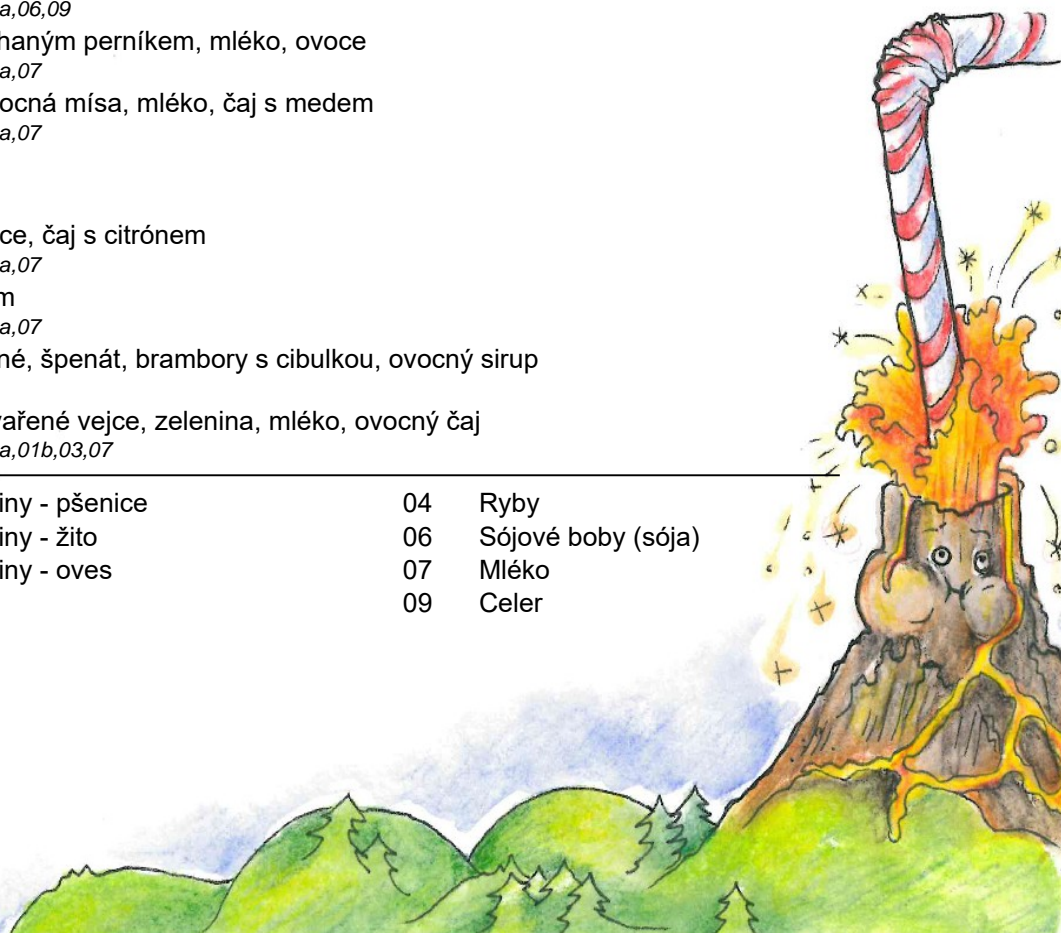 a,06,09
haným perníkem, mléko, ovoce
a,07
ocná mísa, mléko, čaj s medem
a,07
ce, čaj s citrónem
a,07
m
a,07
né, špenát, brambory s cibulkou, ovocný sirup
vařené vejce, zelenina, mléko, ovocný čaj
a,01b,03,07
iny - pšenice 04 Ryby
iny - žito 06 Sójové boby (sója)
iny - oves 07 Mléko
09 Celer